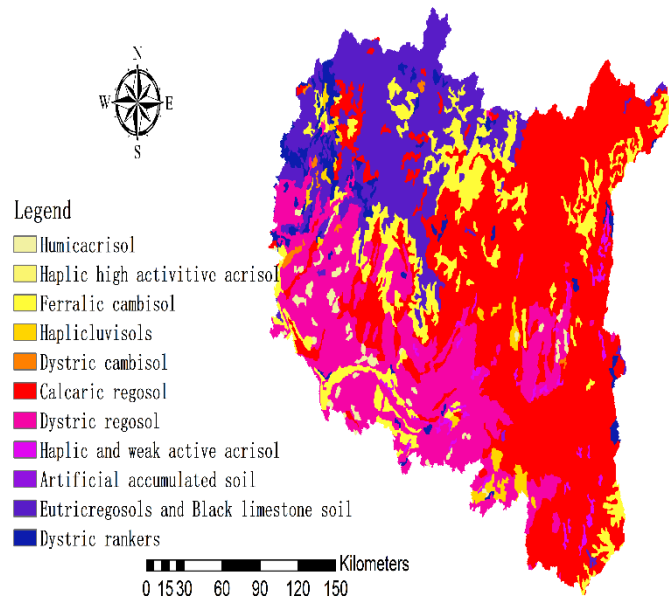 N
W E
S
Legend
Humicacrisol
Haplic high activitive acrisol
Ferralic cambisol
Haplicluvisols
Dystric cambisol
Calcaric regosol
Dystric regosol
Haplic and weak active acrisol
Artificial accumulated soil
Eutricregosols and Black limestone soil
Dystric rankers
Kilometers
0 15 30 60 90 120 150